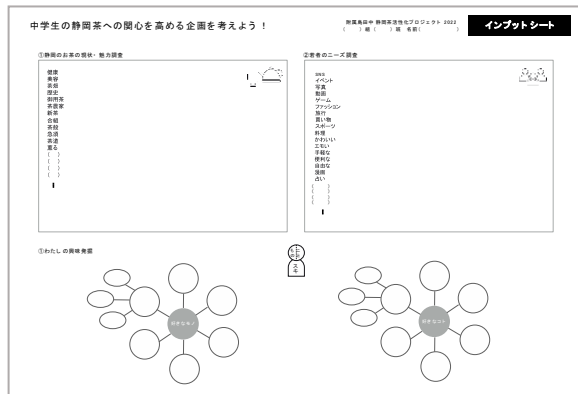 中学生の静岡茶への関心を高める企画を考えよう！
附属島田中 静岡茶活性化プロジェクト 2022
（　　）組（　　）班 名前（　　　　　　　）
インプットシート
①静岡のお茶の現状・魅力調査
健康
美容
茶畑
歴史
御用茶
茶農家
新茶
合組
茶殻
急須
茶道
薫る
（　　）
（　　）
（　　）
（　　）
②若者のニーズ調査
SNS
イベント
写真
動画
ゲーム
ファッション
旅行
買い物
スポーツ
料理
かわいい
エモい
手軽な
便利な
自由な
漫画
占い
（　　）
（　　）
（　　）
①わたしの興味発掘
スキ
好きなモノ
好きなコト